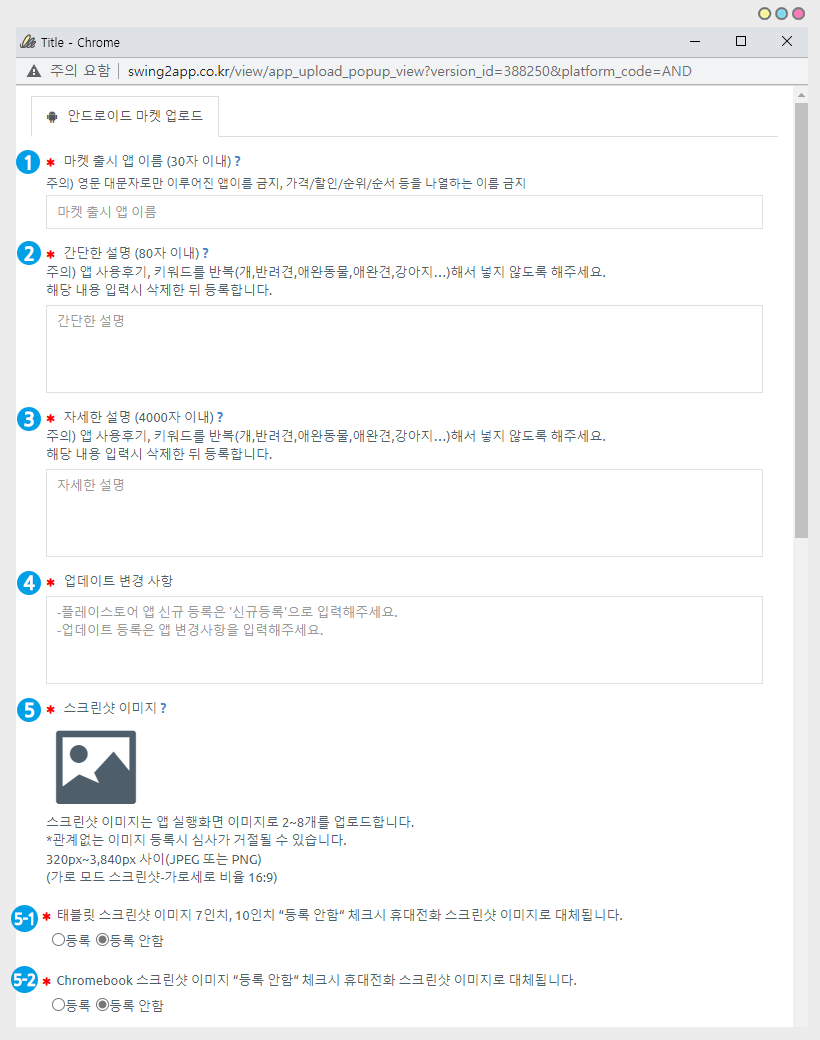 Title - Chrome
주의 요함 | swing2app.co.kr/view/app_upload_popup_view?version_id=388250&platform_code=AND
안드로이드 마켓 업로드
1 * 마켓 출시 앱 이름 (30자 이내) ?
주의) 영문 대문자로만 이루어진 앱이름 금지, 가격/할인/순위/순서 등을 나열하는 이름 금지
마켓 출시 앱 이름
2 * 간단한 설명 (80자 이내) ?
주의) 앱 사용후기, 키워드를 반복(개,반려견,애완동물,애완견,강아지...)해서 넣지 않도록 해주세요.
해당 내용 입력시 삭제한 뒤 등록합니다.
간단한 설명
3 * 자세한 설명 (4000자 이내) ?
주의) 앱 사용후기, 키워드를 반복(개,반려견,애완동물,애완견,강아지...)해서 넣지 않도록 해주세요.
해당 내용 입력시 삭제한 뒤 등록합니다.
자세한 설명
4 * 업데이트 변경 사항
-플레이스토어 앱 신규 등록은 '신규등록'으로 입력해주세요.
-업데이트 등록은 앱 변경사항을 입력해주세요.
5 * 스크린샷 이미지 ?
스크린샷 이미지는 앱 실행화면 이미지로 2~8개를 업로드합니다.
*관계없는 이미지 등록시 심사가 거절될 수 있습니다.
320px~3,840px 사이(JPEG 또는 PNG)
(가로 모드 스크린샷-가로세로 비율 16:9)
5-1 * 태블릿 스크린샷 이미지 7인치, 10인치 "등록 안함" 체크시 휴대전화 스크린샷 이미지로 대체됩니다.
등록 등록 안함
5-2 * Chromebook 스크린샷 이미지 "등록 안함" 체크시 휴대전화 스크린샷 이미지로 대체됩니다.
등록 등록 안함